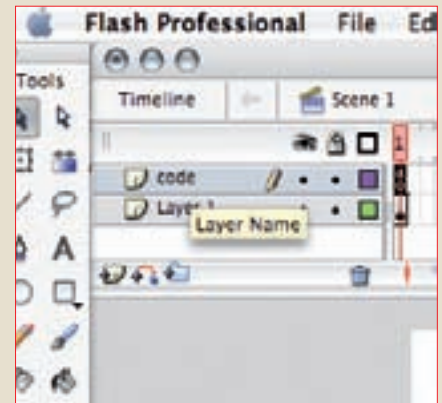 Flash Professional File Ed
Tools
Timeline Scene 1
1
code
Layer 1
Layer Name
A